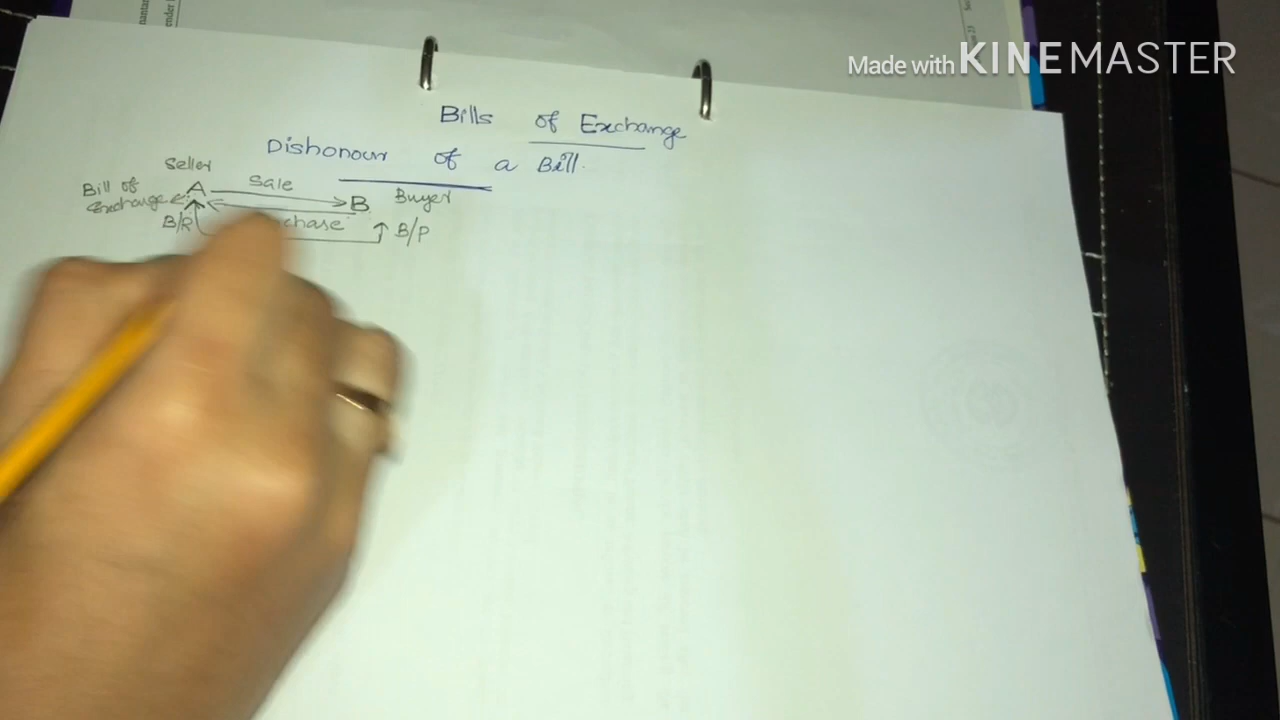 Made with KINEMASTER
Bills of Exchange
Dishonour of a Bill.
Seller
Bill of Exchange A Sale B Buyer
B/R B/P